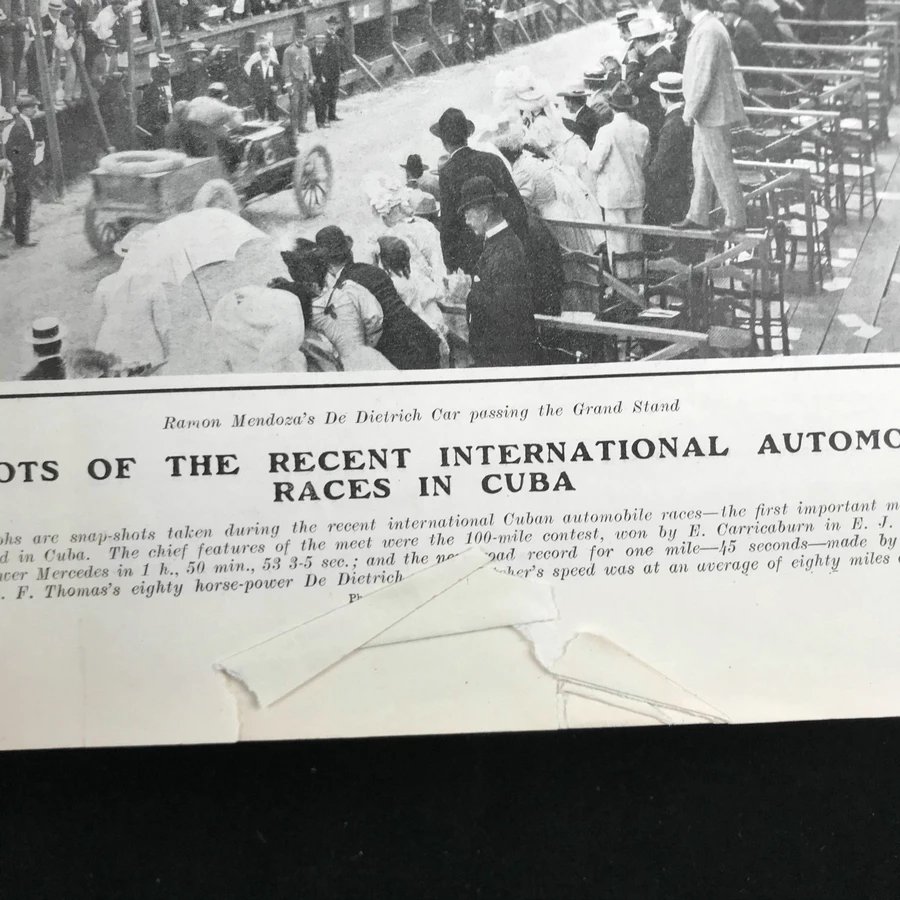 Ramon Mendoza's De Dietrich Car passing the Grand Stand
OTS OF THE RECENT INTERNATIONAL AUTOMO
RACES IN CUBA
phs are snap-shots taken during the recent international Cuban automobile races—the first important m
d in Cuba. The chief features of the meet were the 100-mile contest, won by E. Carricaburn in E. J.
wer Mercedes in 1 h., 50 min., 53 3-5 sec.; and the new road record for one mile—45 seconds—made by
. F. Thomas's eighty horse-power De Dietrich cher's speed was at an average of eighty miles
Ph